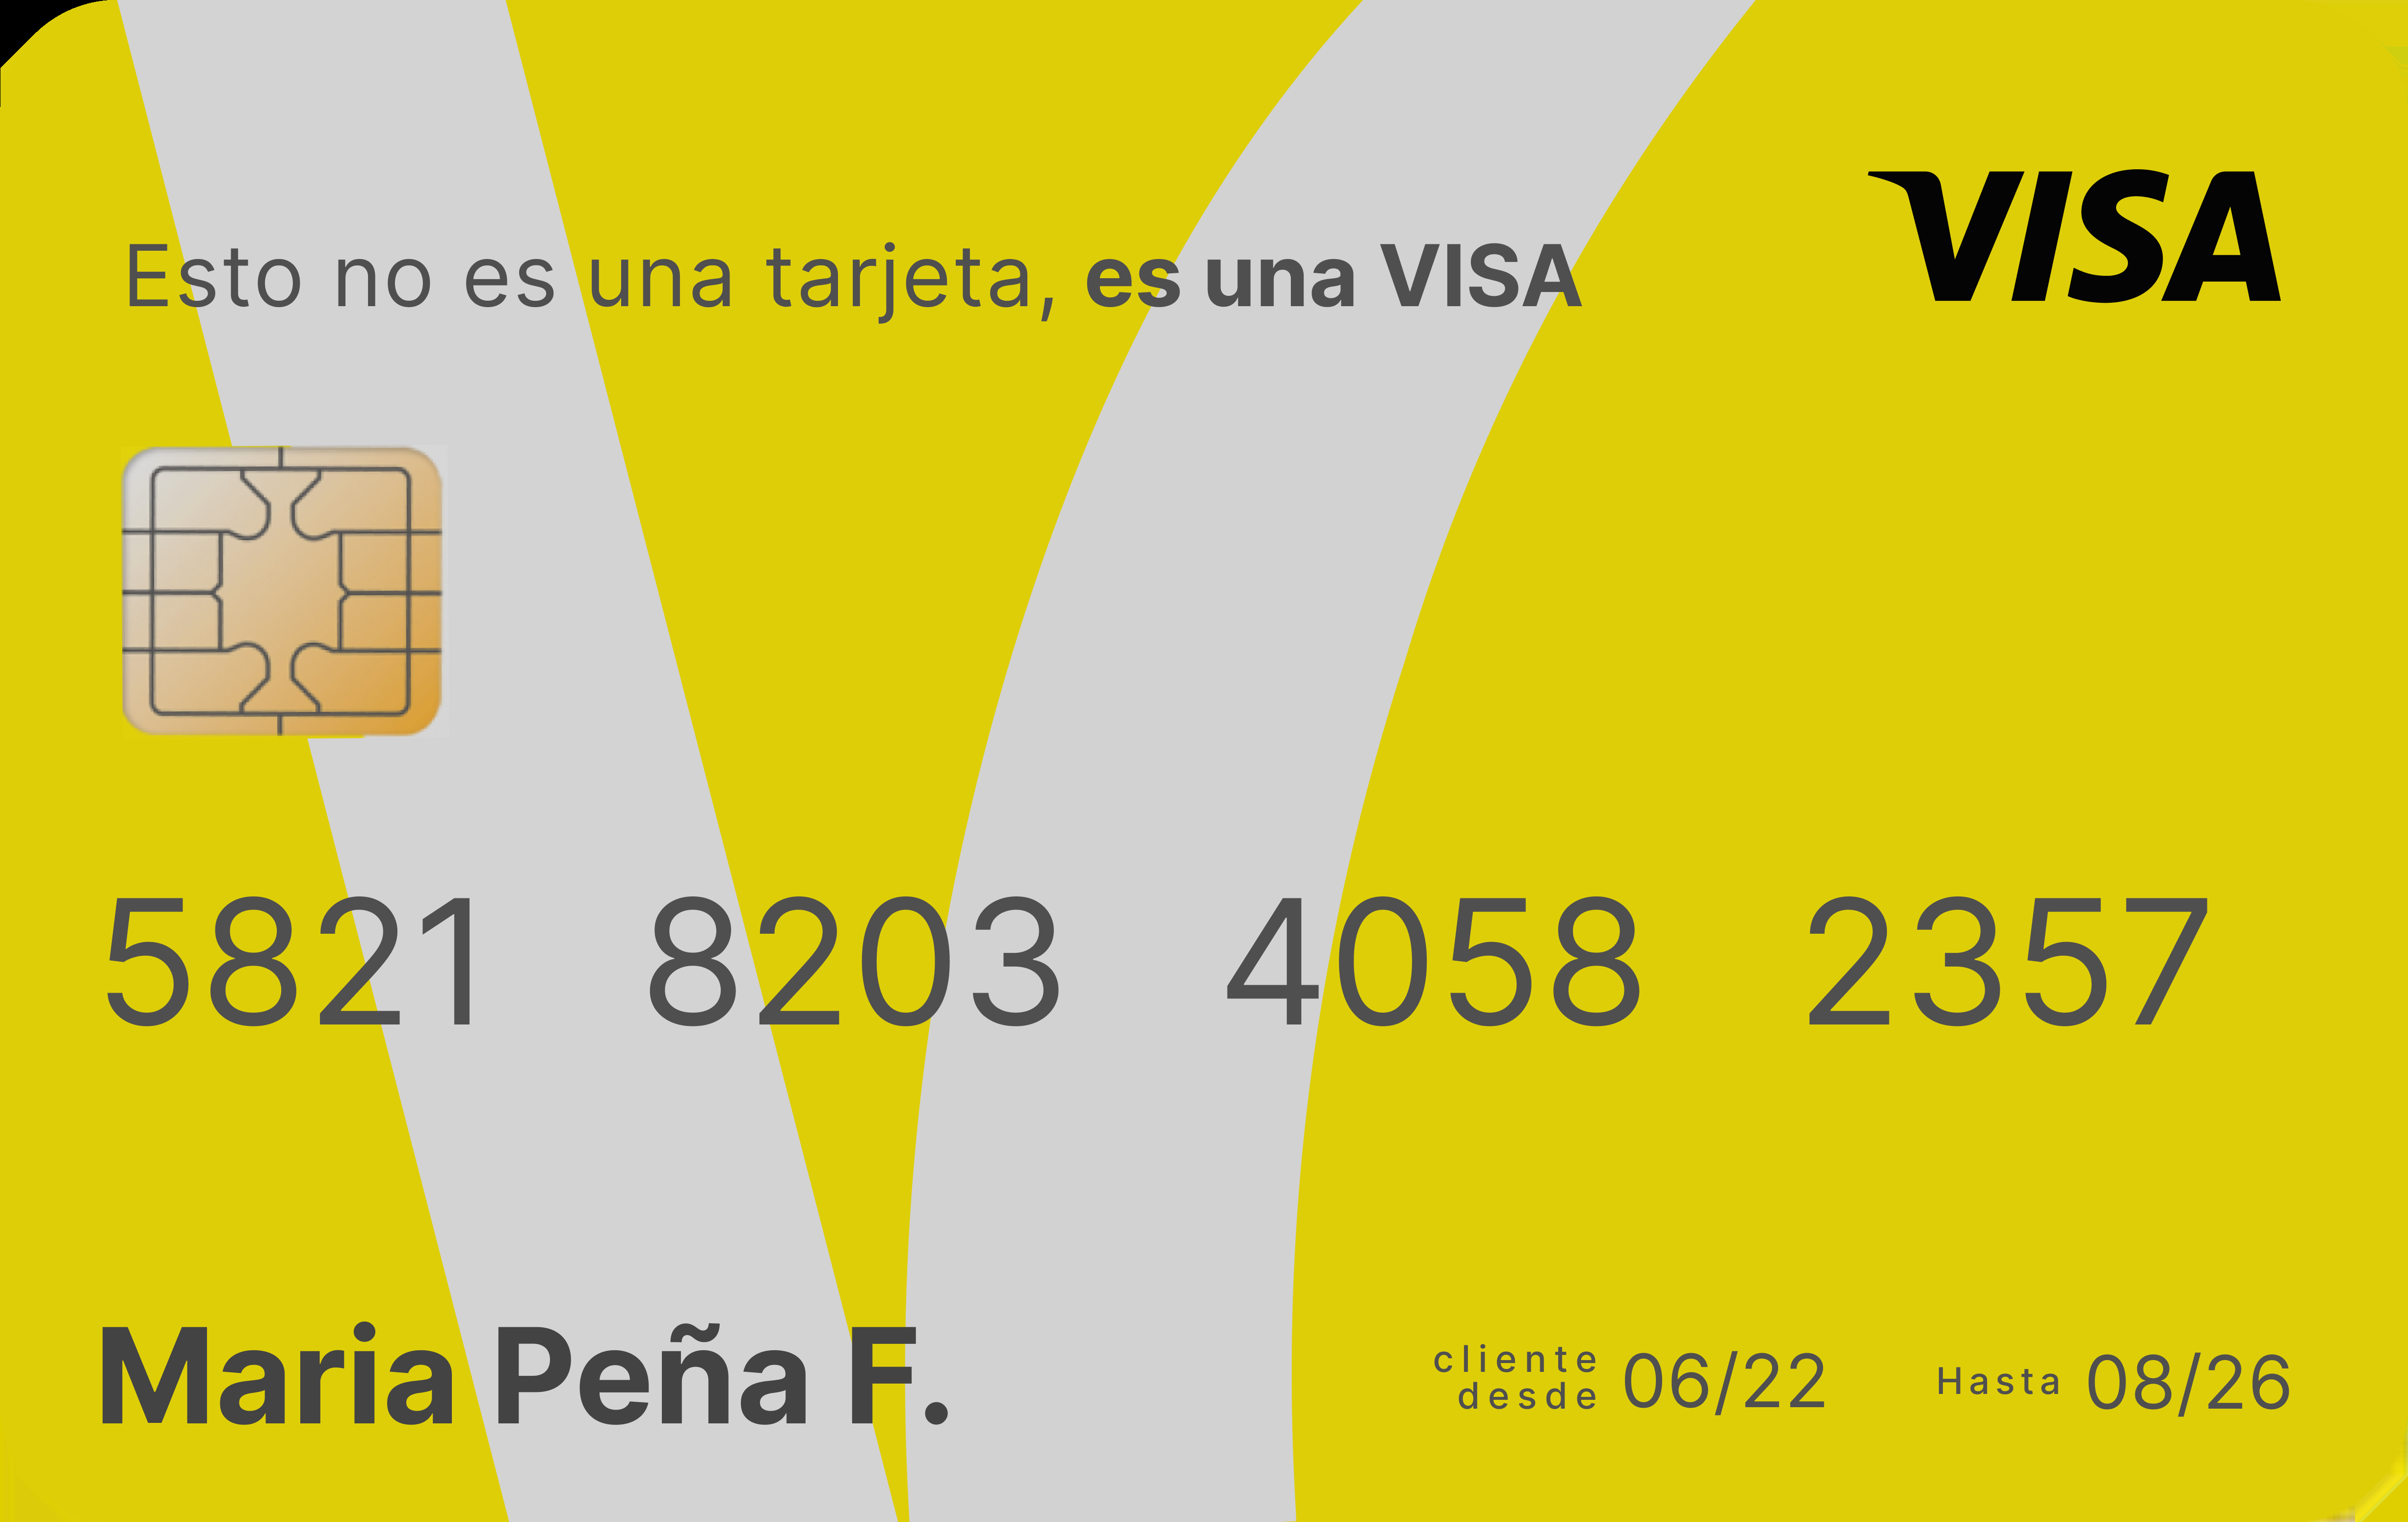 VISA
Esto no es una tarjeta, es una VISA
5821 8203 4058 2357
Maria Peña F.
cliente
desde 06/22
Hasta 08/26